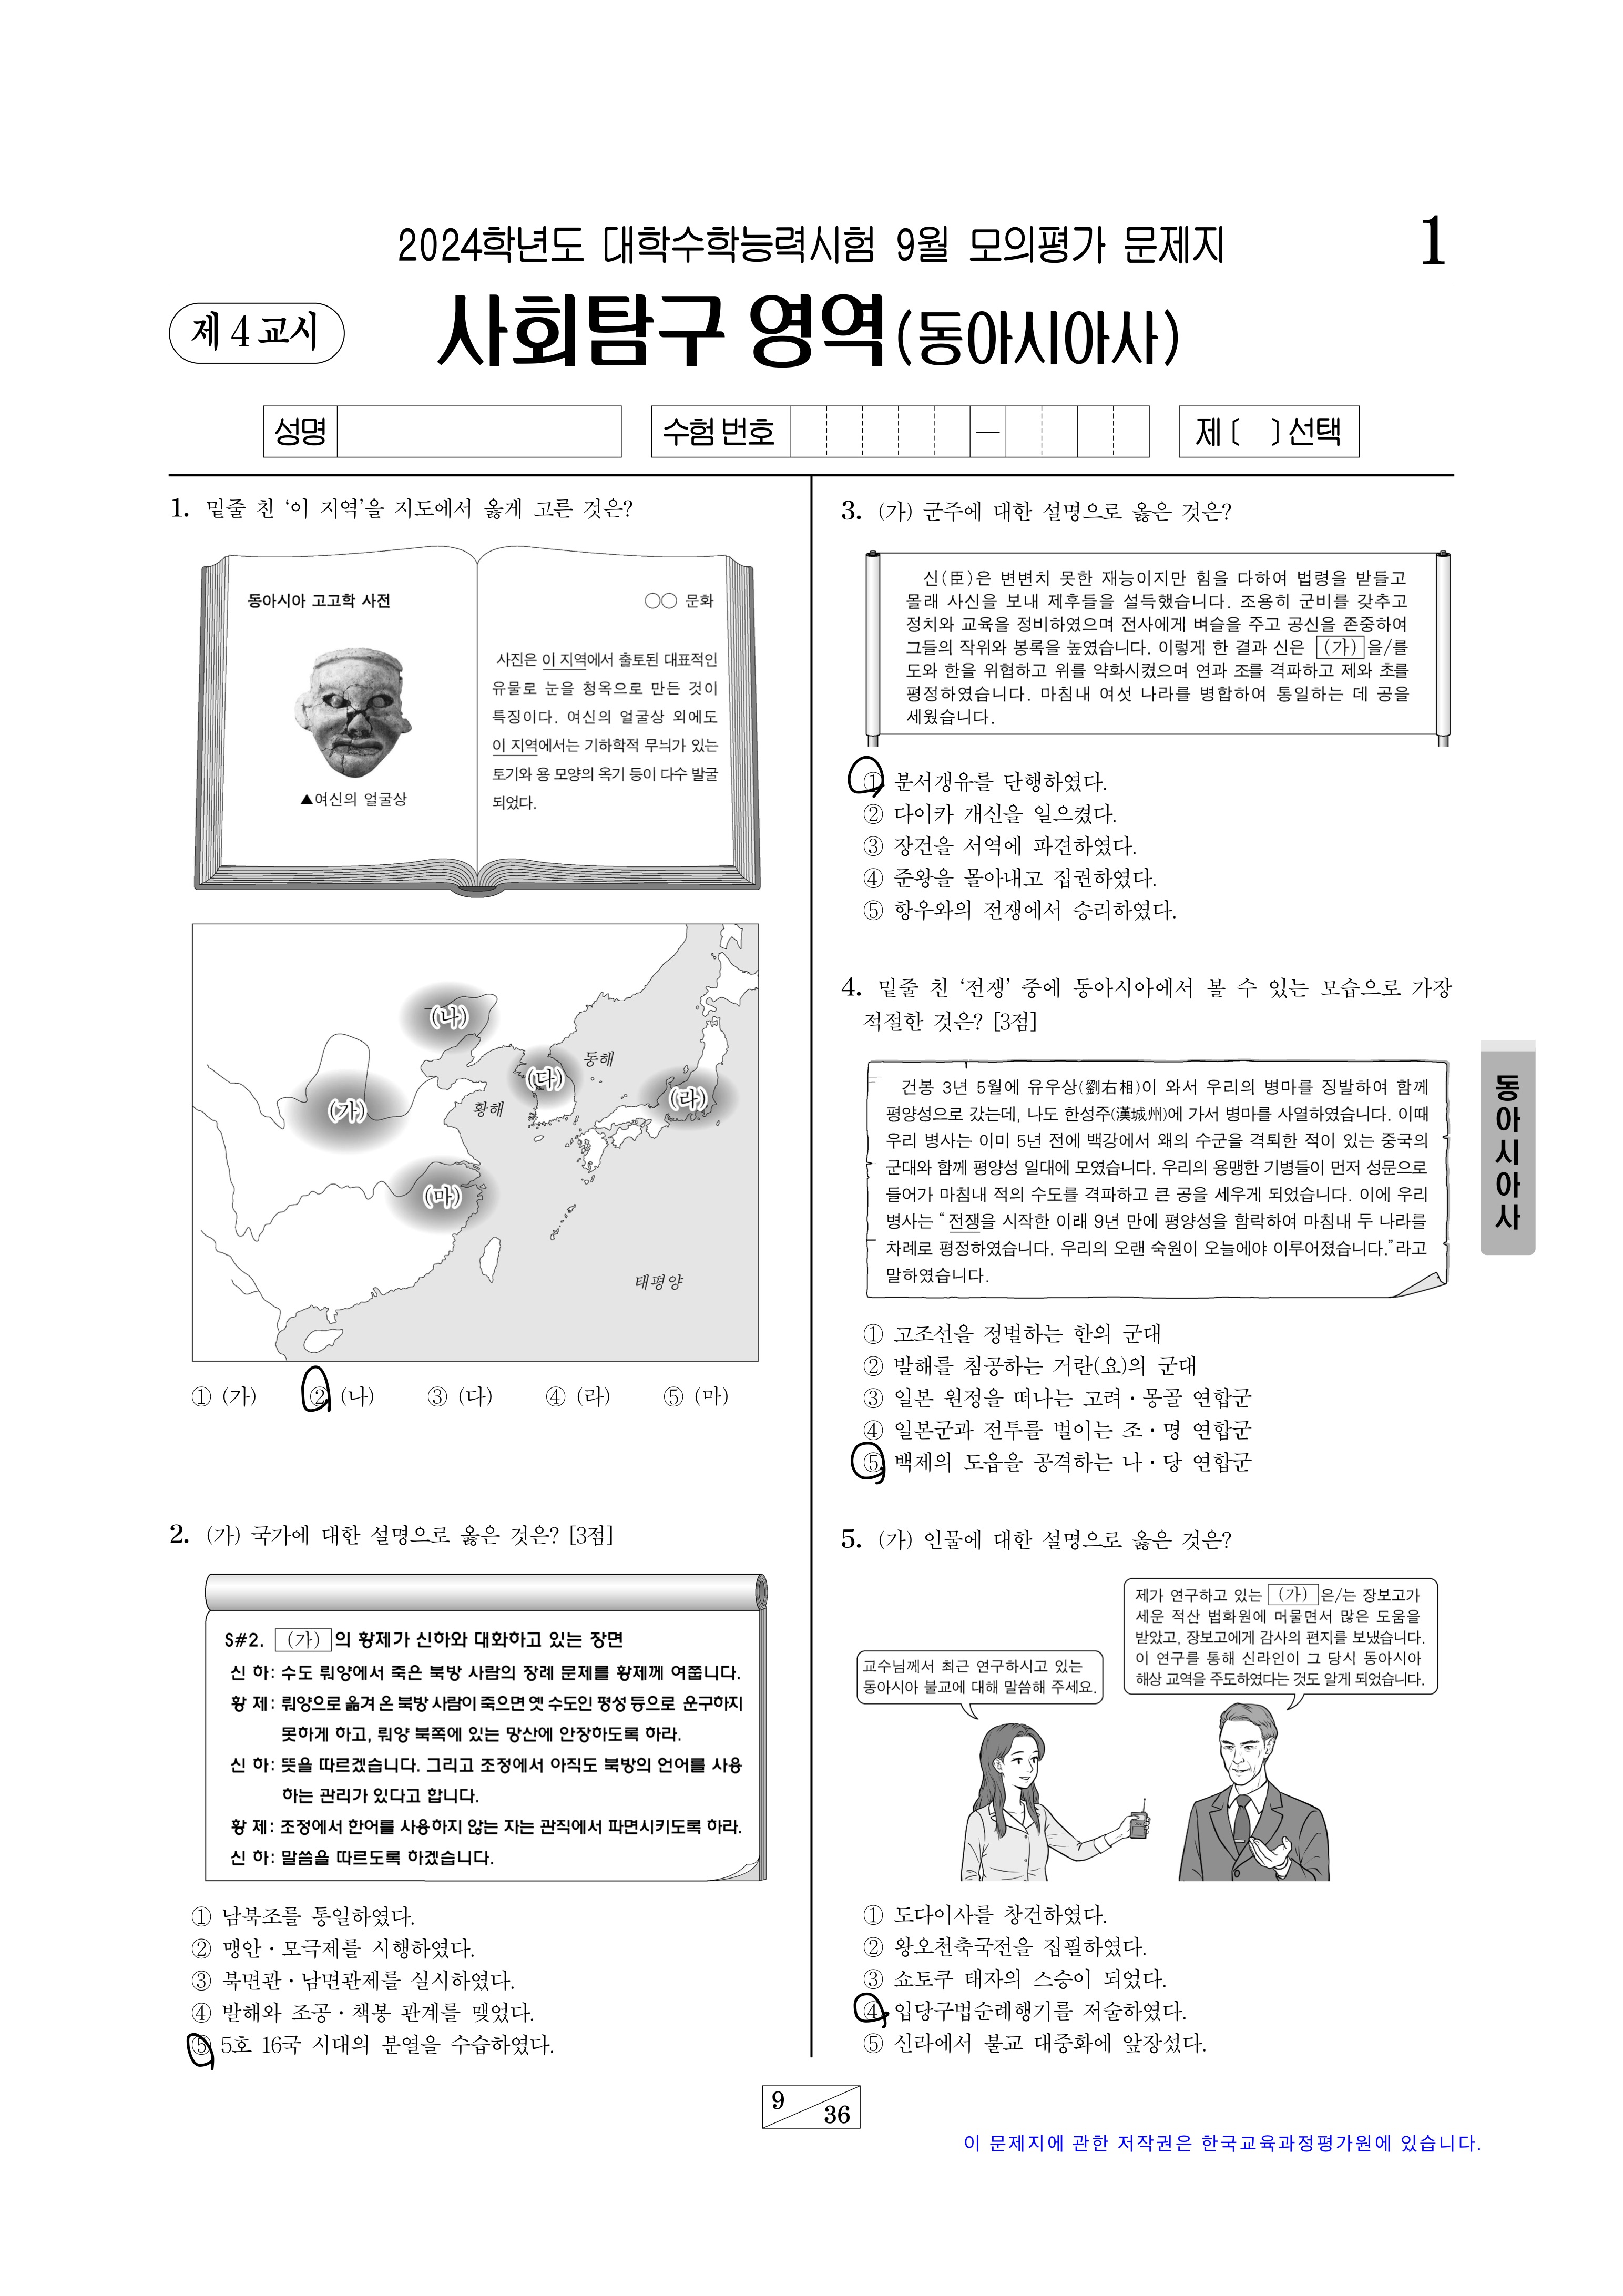 2024학년도 대학수학능력시험 9월 모의평가 문제지
1
제 4 교시
사회탐구 영역(동아시아사)
성명
수험 번호
—
제 〔 〕 선택
1. 밑줄 친 ‘이 지역’을 지도에서 옳게 고른 것은?
동아시아 고고학 사전
▲여신의 얼굴상
○○ 문화
사진은 이 지역에서 출토된 대표적인
유물로 눈을 청옥으로 만든 것이
특징이다. 여신의 얼굴상 외에도
이 지역에서는 기하학적 무늬가 있는
토기와 용 모양의 옥기 등이 다수 발굴
되었다.
(나)
동해
(다)
(라)
(가)
황해
(마)
태평양
① (가) ② (나) ③ (다) ④ (라) ⑤ (마)
2. (가) 국가에 대한 설명으로 옳은 것은? [3점]
S#2. (가) 의 황제가 신하와 대화하고 있는 장면
신 하: 수도 뤄양에서 죽은 북방 사람의 장례 문제를 황제께 여쭙니다.
황 제: 뤄양으로 옮겨 온 북방 사람이 죽으면 옛 수도인 평성 등으로 운구하지
못하게 하고, 뤄양 북쪽에 있는 망산에 안장하도록 하라.
신 하: 뜻을 따르겠습니다. 그리고 조정에서 아직도 북방의 언어를 사용
하는 관리가 있다고 합니다.
황 제: 조정에서 한어를 사용하지 않는 자는 관직에서 파면시키도록 하라.
신 하: 말씀을 따르도록 하겠습니다.
① 남북조를 통일하였다.
② 맹안·모극제를 시행하였다.
③ 북면관·남면관제를 실시하였다.
④ 발해와 조공·책봉 관계를 맺었다.
⑤ 5호 16국 시대의 분열을 수습하였다.
3. (가) 군주에 대한 설명으로 옳은 것은?
신(臣)은 변변치 못한 재능이지만 힘을 다하여 법령을 받들고
몰래 사신을 보내 제후들을 설득했습니다. 조용히 군비를 갖추고
정치와 교육을 정비하였으며 전사에게 벼슬을 주고 공신을 존중하여
그들의 작위와 봉록을 높였습니다. 이렇게 한 결과 신은 (가) 을/를
도와 한을 위협하고 위를 약화시켰으며 연과 조를 격파하고 제와 초를
평정하였습니다. 마침내 여섯 나라를 병합하여 통일하는 데 공을
세웠습니다.
① 분서갱유를 단행하였다.
② 다이카 개신을 일으켰다.
③ 장건을 서역에 파견하였다.
④ 준왕을 몰아내고 집권하였다.
⑤ 항우와의 전쟁에서 승리하였다.
4. 밑줄 친 ‘전쟁’ 중에 동아시아에서 볼 수 있는 모습으로 가장
적절한 것은? [3점]
건봉 3년 5월에 유우상(劉右相)이 와서 우리의 병마를 징발하여 함께
평양성으로 갔는데, 나도 한성주(漢城州)에 가서 병마를 사열하였습니다. 이때
우리 병사는 이미 5년 전에 백강에서 왜의 수군을 격퇴한 적이 있는 중국의
군대와 함께 평양성 일대에 모였습니다. 우리의 용맹한 기병들이 먼저 성문으로
들어가 마침내 적의 수도를 격파하고 큰 공을 세우게 되었습니다. 이에 우리
병사는 “전쟁을 시작한 이래 9년 만에 평양성을 함락하여 마침내 두 나라를
차례로 평정하였습니다. 우리의 오랜 숙원이 오늘에야 이루어졌습니다.”라고
말하였습니다.
① 고조선을 정벌하는 한의 군대
② 발해를 침공하는 거란(요)의 군대
③ 일본 원정을 떠나는 고려·몽골 연합군
④ 일본군과 전투를 벌이는 조·명 연합군
⑤ 백제의 도읍을 공격하는 나·당 연합군
5. (가) 인물에 대한 설명으로 옳은 것은?
교수님께서 최근 연구하시고 있는
동아시아 불교에 대해 말씀해 주세요.
제가 연구하고 있는 (가) 은/는 장보고가
세운 적산 법화원에 머물면서 많은 도움을
받았고, 장보고에게 감사의 편지를 보냈습니다.
이 연구를 통해 신라인이 그 당시 동아시아
해상 교역을 주도하였다는 것도 알게 되었습니다.
① 도다이사를 창건하였다.
② 왕오천축국전을 집필하였다.
③ 쇼토쿠 태자의 스승이 되었다.
④ 입당구법순례행기를 저술하였다.
⑤ 신라에서 불교 대중화에 앞장섰다.
동아시아사
9
36
이 문제지에 관한 저작권은 한국교육과정평가원에 있습니다.